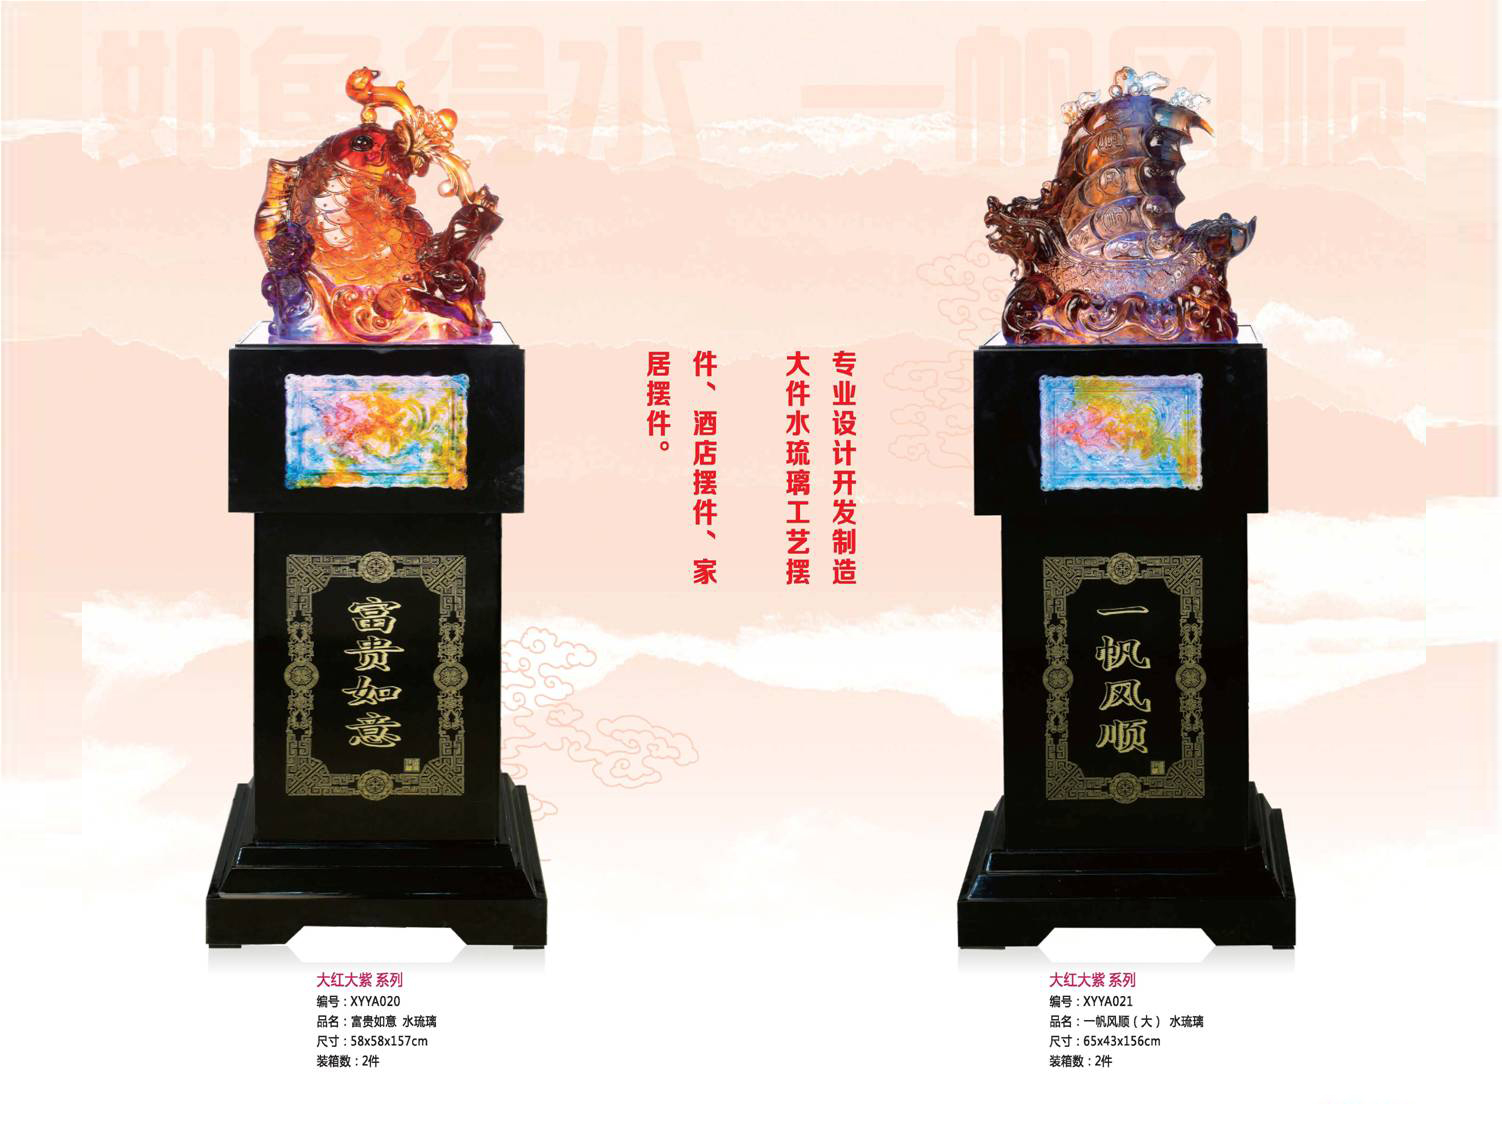 如鱼得水
一帆风顺
专业设计开发制造
大件水琉璃工艺摆
件、酒店摆件、家
居摆件。
富贵如意
一帆风顺
大红大紫 系列
编号：XYYA020
品名：富贵如意 水琉璃
尺寸：58x58x157cm
装箱数：2件
大红大紫 系列
编号：XYYA021
品名：一帆风顺（大） 水琉璃
尺寸：65x43x156cm
装箱数：2件